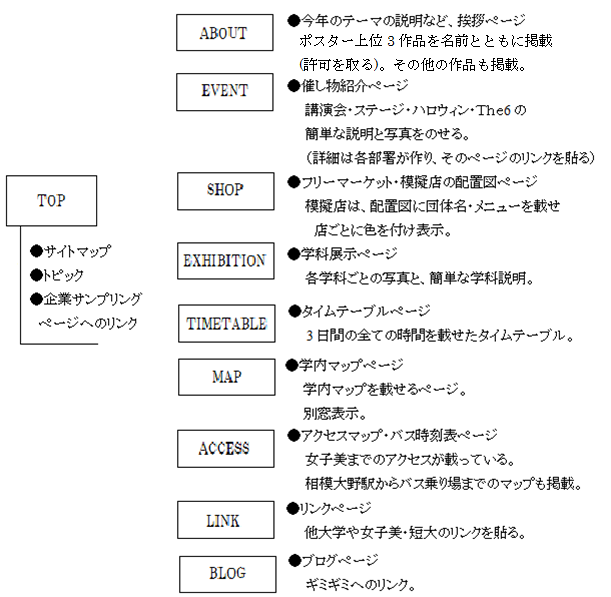 TOP
●サイトマップ
●トピック
●企業サンプリング
ページへのリンク
ABOUT
●今年のテーマの説明など、挨拶ページ
ポスター上位3作品を名前とともに掲載
(許可を取る)。その他の作品も掲載。
EVENT
●催し物紹介ページ
講演会・ステージ・ハロウィン・The6の
簡単な説明と写真をのせる。
(詳細は各部署が作り、そのページのリンクを貼る)
SHOP
●フリーマーケット・模擬店の配置図ページ
模擬店は、配置図に団体名・メニューを載せ
店ごとに色を付け表示。
EXHIBITION
●学科展示ページ
各学科ごとの写真と、簡単な学科説明。
TIMETABLE
●タイムテーブルページ
3日間の全ての時間を載せたタイムテーブル。
MAP
●学内マップページ
学内マップを載せるページ。
別窓表示。
ACCESS
●アクセスマップ・バス時刻表ページ
女子美までのアクセスが載っている。
相模大野駅からバス乗り場までのマップも掲載。
LINK
●リンクページ
他大学や女子美・短大のリンクを貼る。
BLOG
●ブログページ
ギミギミへのリンク。